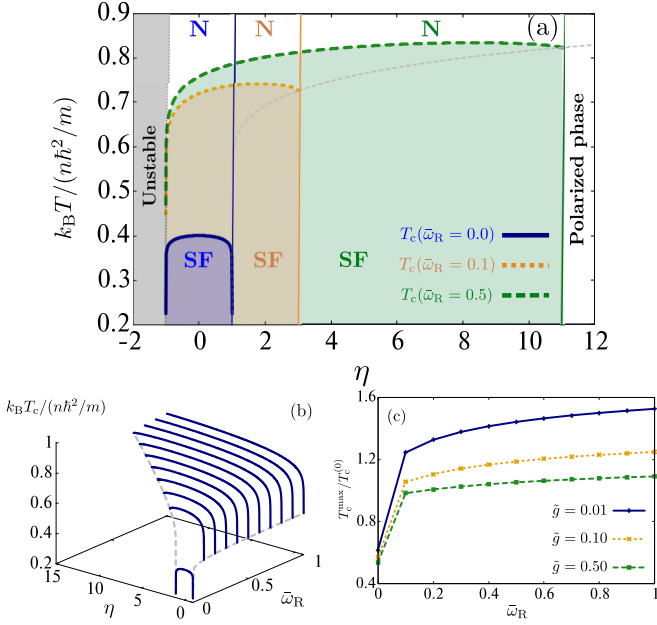 (a)
N N N
0.9
0.8
0.7
0.6
0.5
0.4
0.3
0.2
k_B T/(nħ²/m)
Unstable
Polarized phase
T_c(ω̄_R = 0.0)
T_c(ω̄_R = 0.1)
T_c(ω̄_R = 0.5)
SF SF SF
-2 0 2 4 6 8 10 12
η
k_B T_c/(nħ²/m)
(b)
1
0.8
0.6
0.4
0.2
15
10
5
0
η
0
0.5
1
ω̄_R
(c)
1.6
1.2
0.8
0.4
T_c^max/T_c^(0)
g̃ = 0.01
g̃ = 0.10
g̃ = 0.50
0 0.2 0.4 0.6 0.8 1
ω̄_R